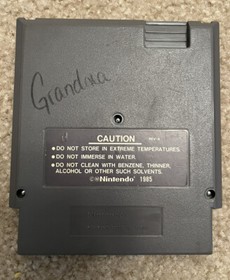 Grandma
CAUTION
•DO NOT STORE IN EXTREME TEMPERATURES.
•DO NOT IMMERSE IN WATER.
•DO NOT CLEAN WITH BENZENE, THINNER,
ALCOHOL OR OTHER SUCH SOLVENTS.
©Nintendo® 1985